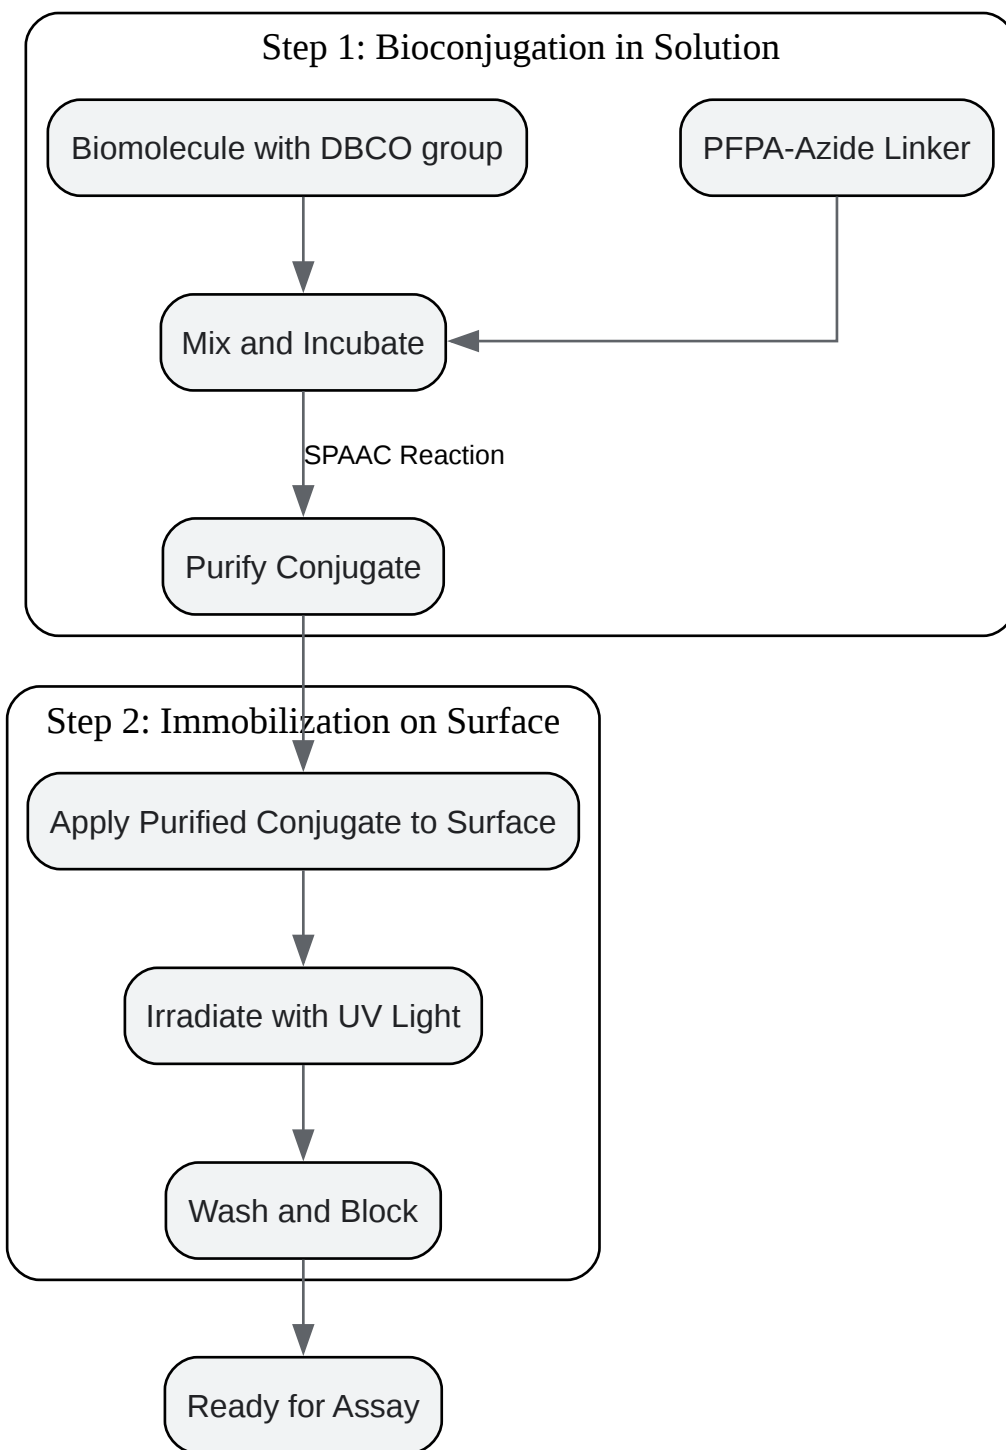 Step 1: Bioconjugation in Solution
Biomolecule with DBCO group
PFPA-Azide Linker
Mix and Incubate
SPAAC Reaction
Purify Conjugate
Step 2: Immobilization on Surface
Apply Purified Conjugate to Surface
Irradiate with UV Light
Wash and Block
Ready for Assay